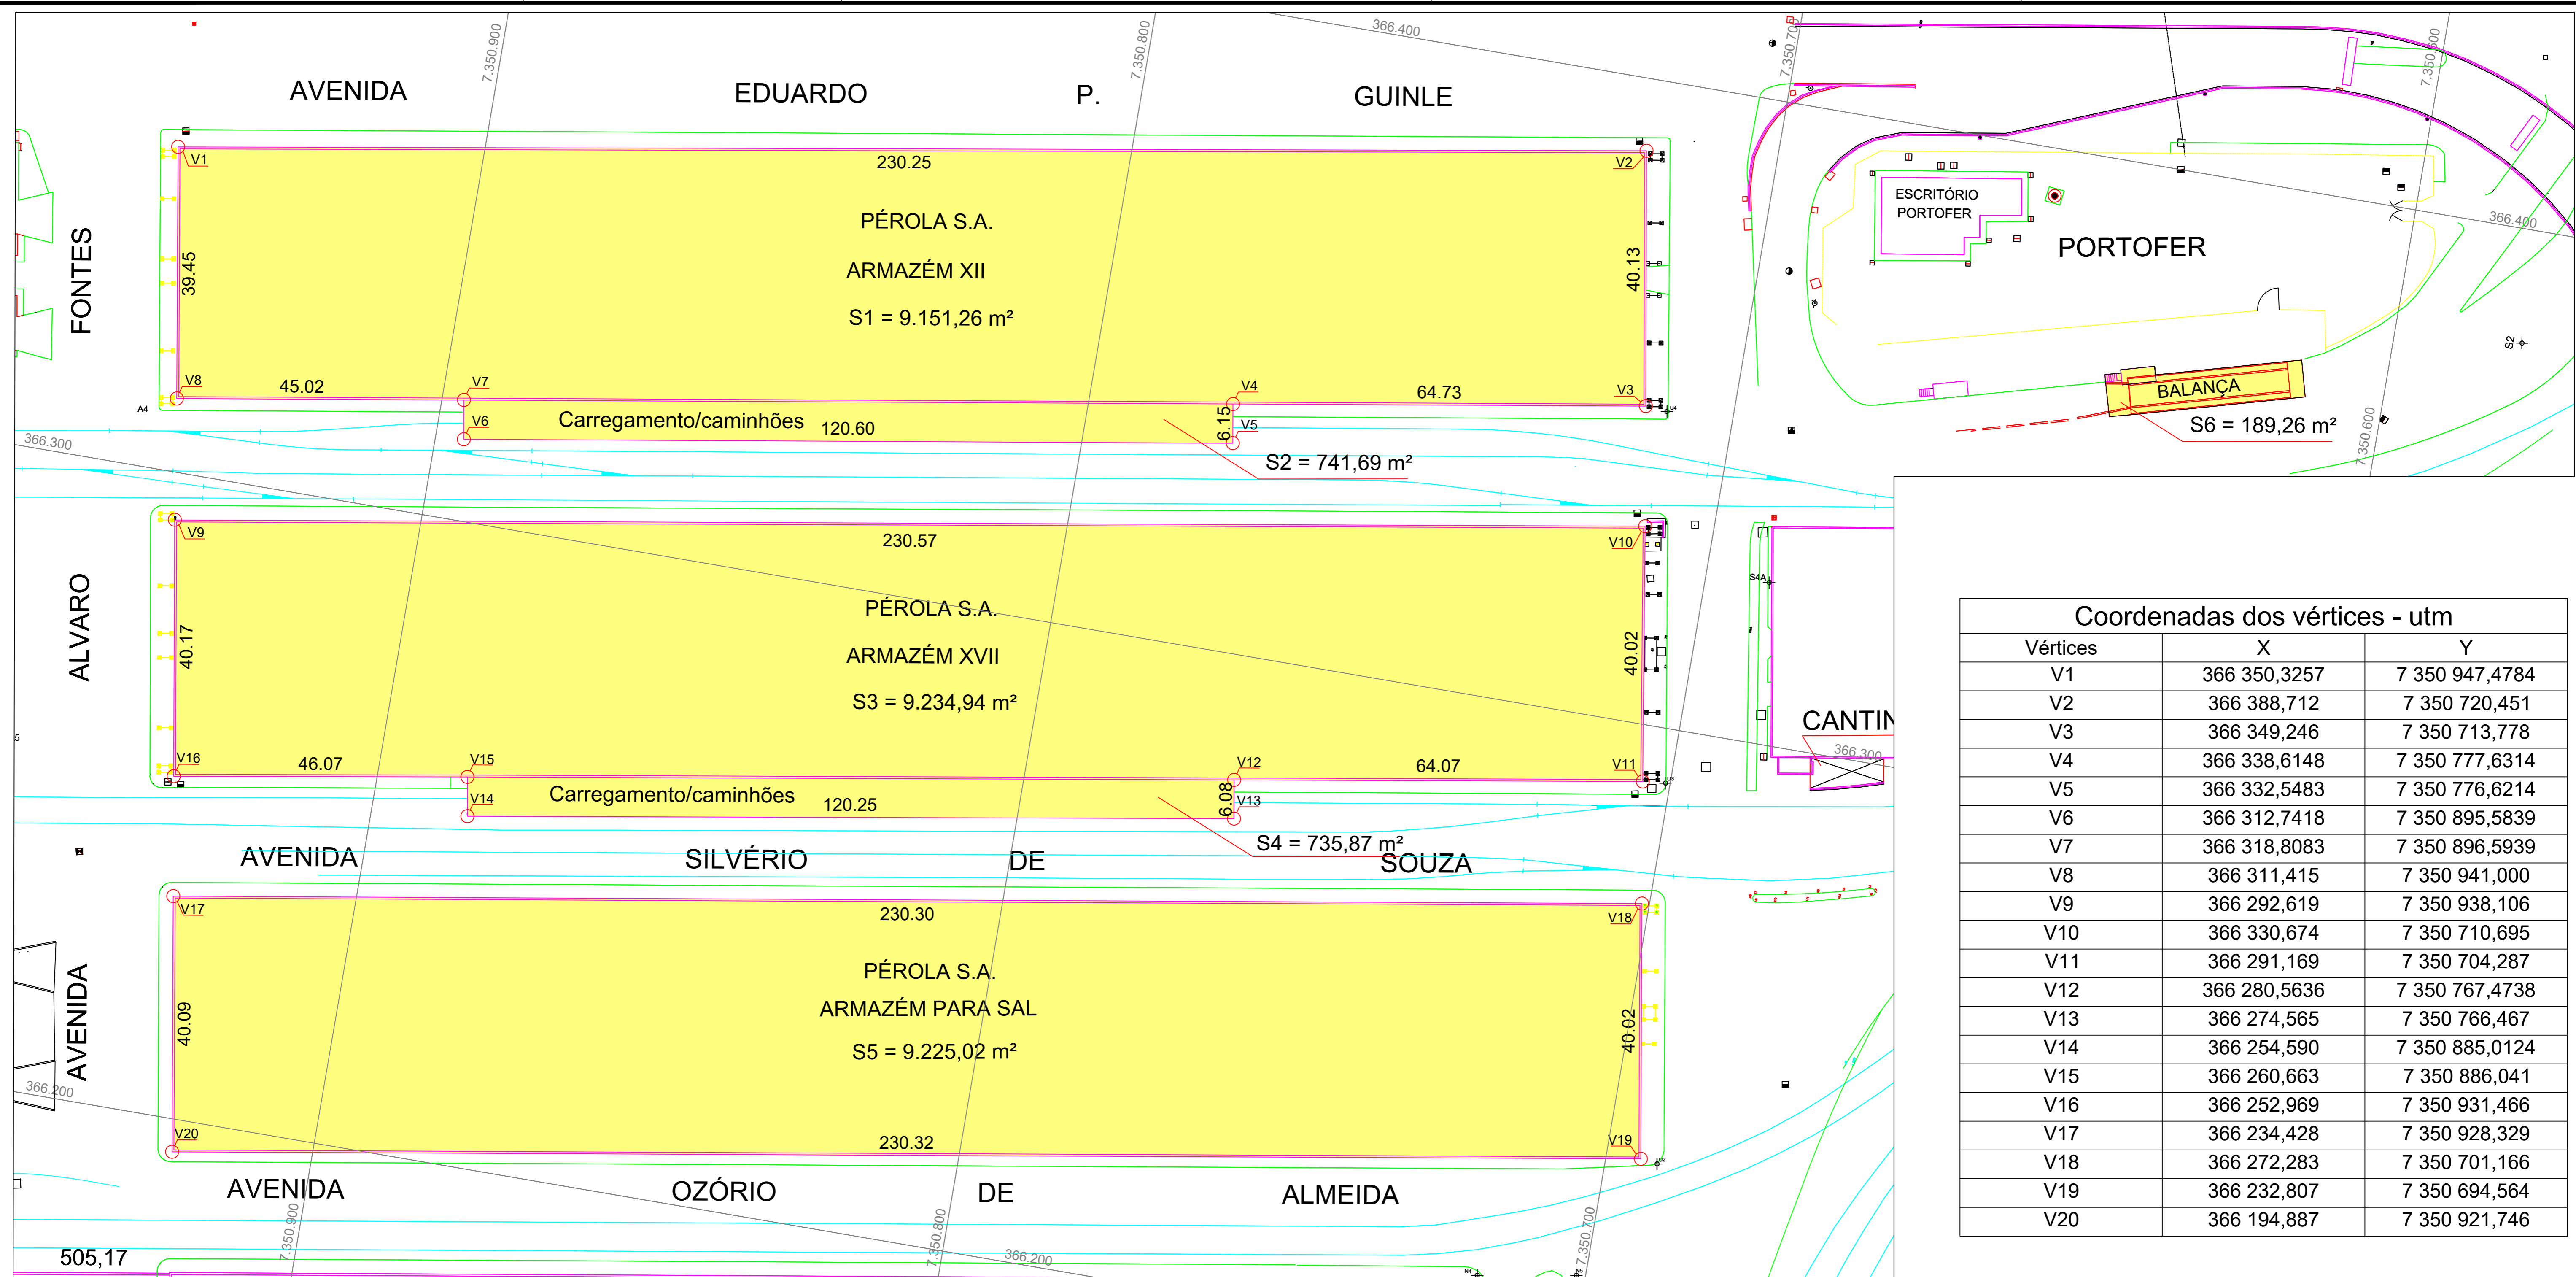 7.350.900
7.350.800
366.400
7.350.700
7.350.600
AVENIDA EDUARDO P. GUINLE
V1
230.25
V2
PÉROLA S.A.
ARMAZÉM XII
S1 = 9.151,26 m²
39.45
40.13
FONTES
ESCRITÓRIO
PORTOFER
PORTOFER
366.400
S2
BALANÇA
S6 = 189,26 m²
7.350.600
V8
45.02
V7
V4
64.73
V3
A4
U4
V6
Carregamento/caminhões
120.60
6.15
V5
S2 = 741,69 m²
366.300
V9
230.57
V10
PÉROLA S.A.
ARMAZÉM XVII
S3 = 9.234,94 m²
40.17
40.02
ALVARO
S4A
CANTIN
366.300
V16
46.07
V15
V12
64.07
V11
U3
V14
Carregamento/caminhões
120.25
6.08
V13
S4 = 735,87 m²
AVENIDA SILVÉRIO DE SOUZA
V17
230.30
V18
PÉROLA S.A.
ARMAZÉM PARA SAL
S5 = 9.225,02 m²
40.09
40.02
AVENIDA
366.200
V20
230.32
V19
U2
AVENIDA OZÓRIO DE ALMEIDA
7.350.900
7.350.800
366.200
7.350.700
505,17
N4
Coordenadas dos vértices - utm
Vértices X Y
V1 366 350,3257 7 350 947,4784
V2 366 388,712 7 350 720,451
V3 366 349,246 7 350 713,778
V4 366 338,6148 7 350 777,6314
V5 366 332,5483 7 350 776,6214
V6 366 312,7418 7 350 895,5839
V7 366 318,8083 7 350 896,5939
V8 366 311,415 7 350 941,000
V9 366 292,619 7 350 938,106
V10 366 330,674 7 350 710,695
V11 366 291,169 7 350 704,287
V12 366 280,5636 7 350 767,4738
V13 366 274,565 7 350 766,467
V14 366 254,590 7 350 885,0124
V15 366 260,663 7 350 886,041
V16 366 252,969 7 350 931,466
V17 366 234,428 7 350 928,329
V18 366 272,283 7 350 701,166
V19 366 232,807 7 350 694,564
V20 366 194,887 7 350 921,746